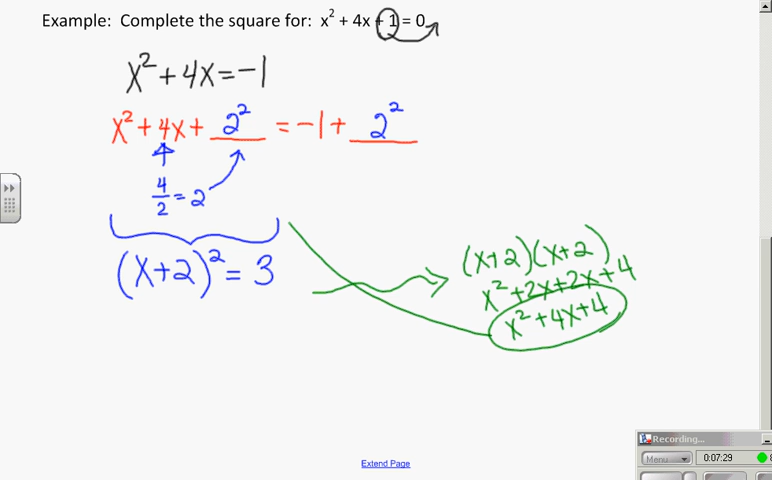 Example: Complete the square for: x² + 4x + 1 = 0
x² + 4x = -1
x² + 4x + 2² = -1 + 2²
4/2 = 2
(x+2)² = 3
(x+2)(x+2)
x² + 2x + 2x + 4
x² + 4x + 4
Recording...
Menu 0:07:29
Extend Page